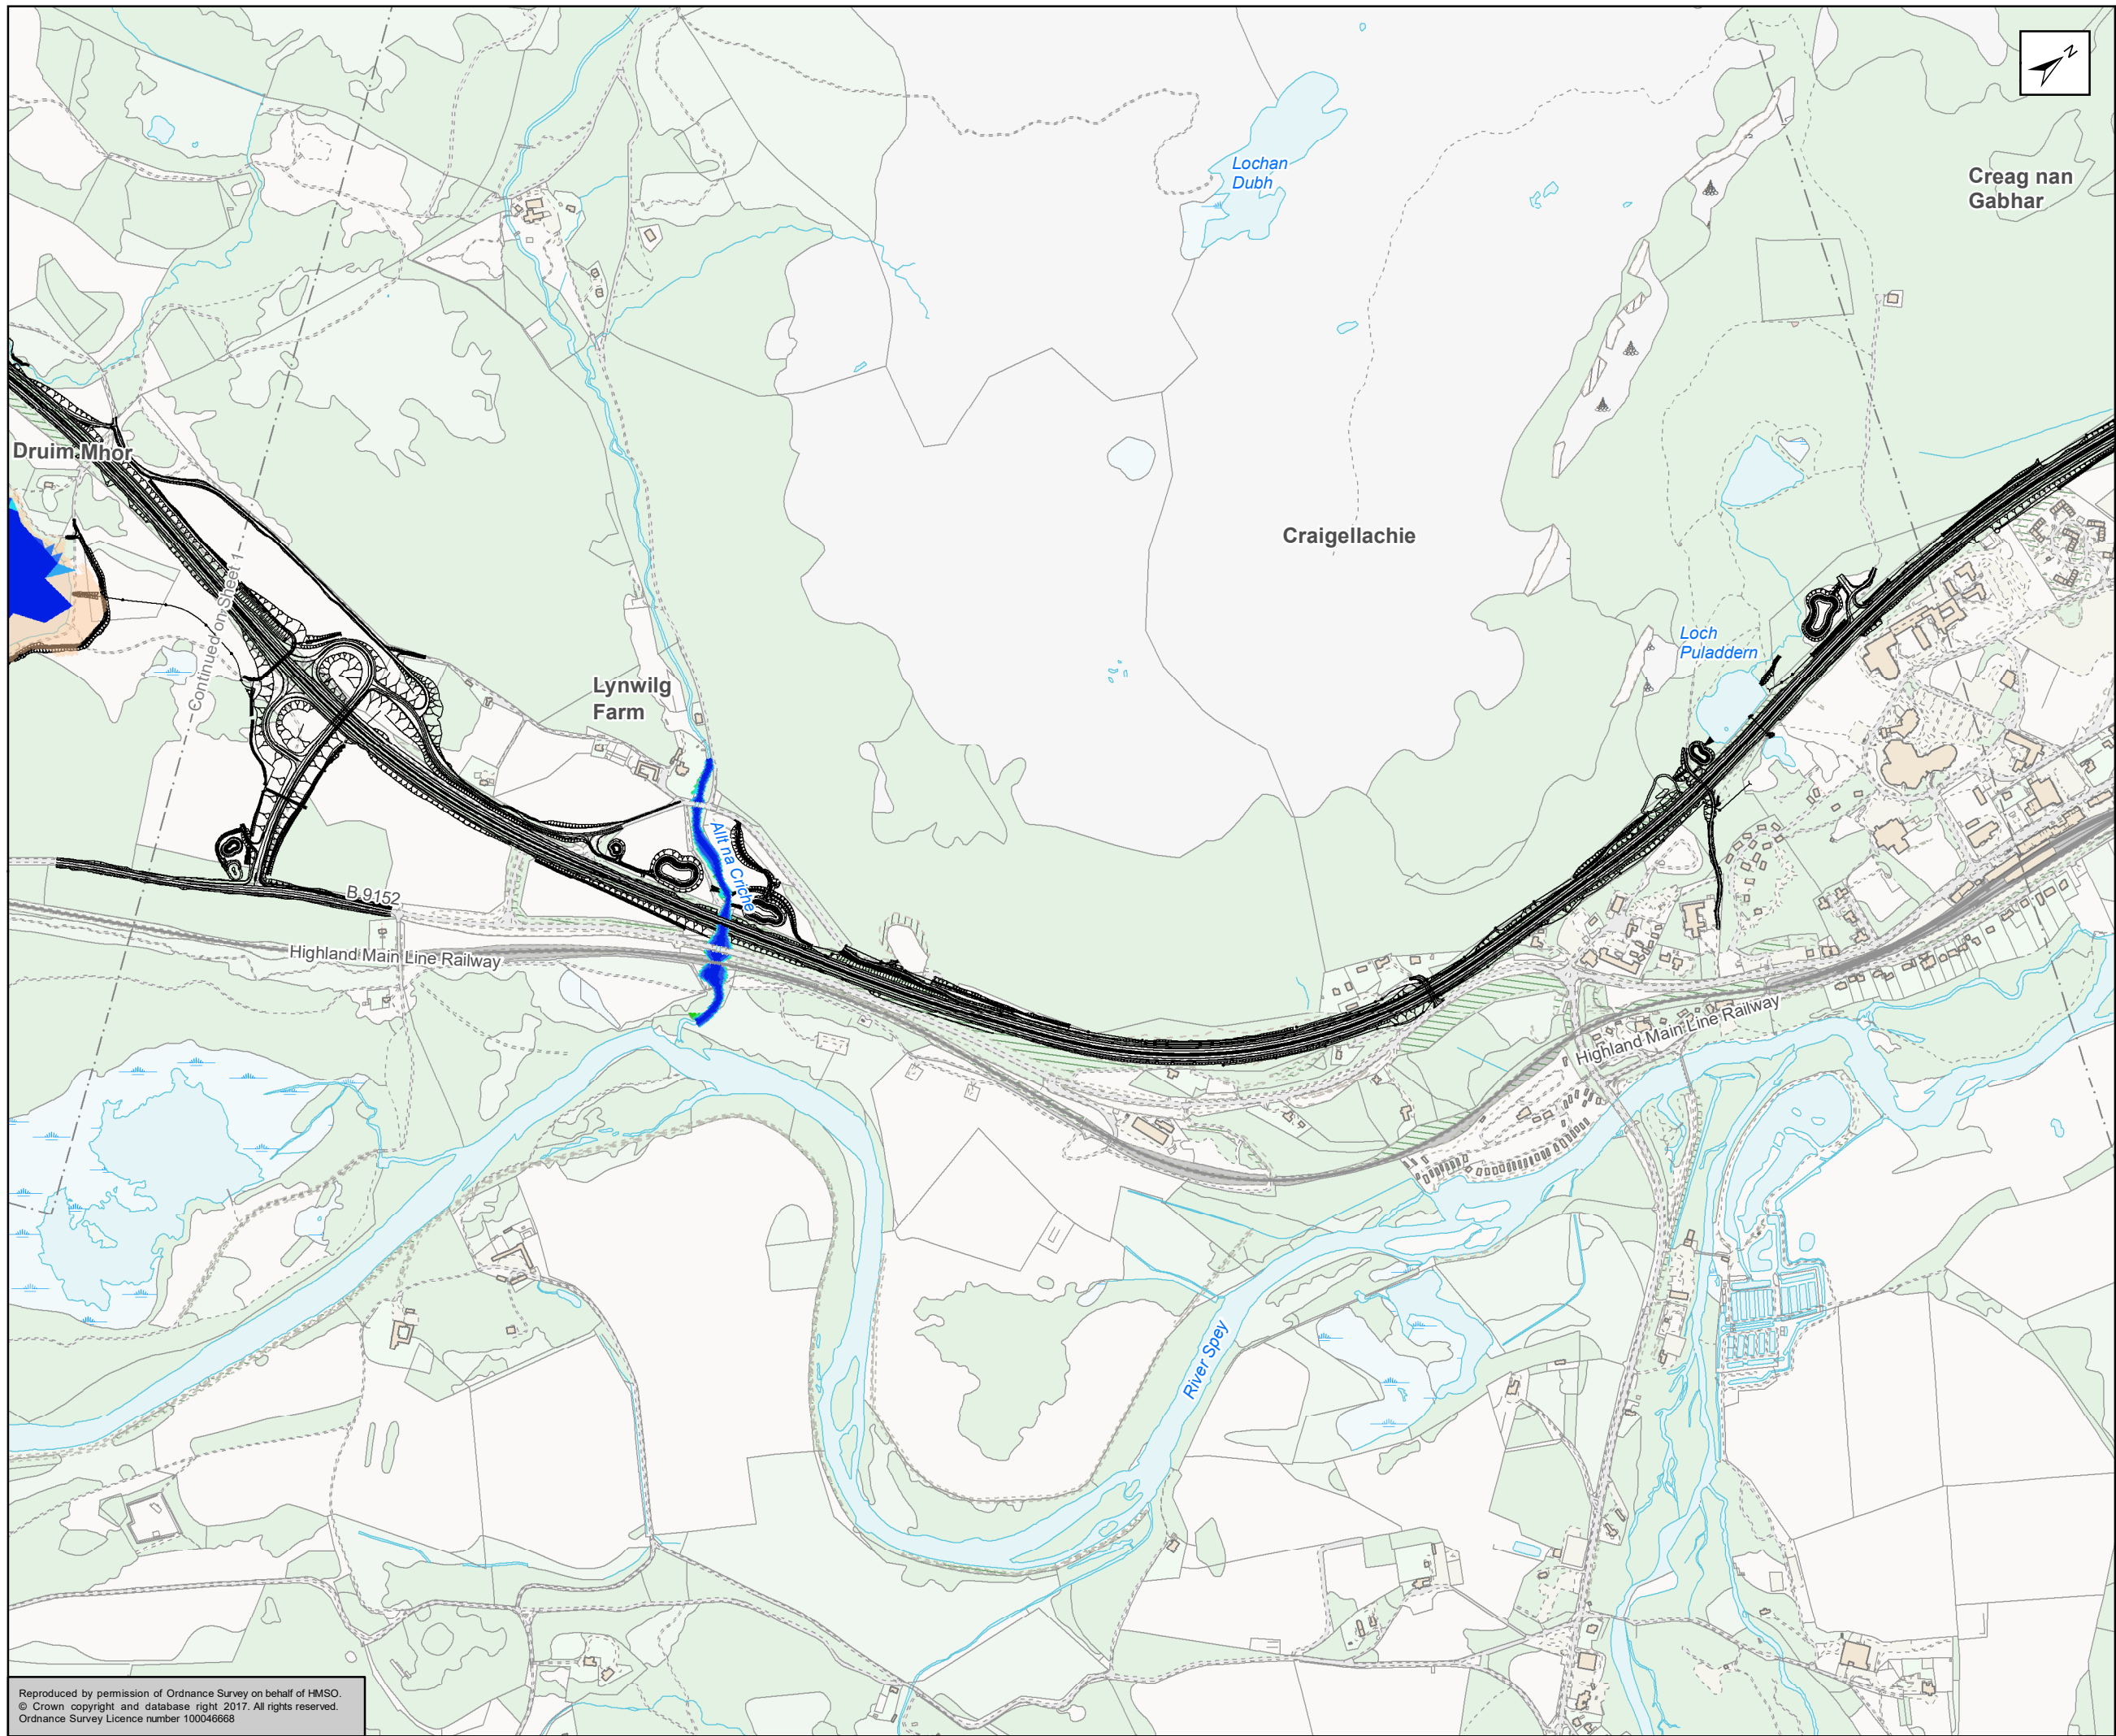 N
Lochan
Dubh
Creag nan
Gabhar
Druim Mhor
Craigellachie
Continued on Sheet 1
Loch
Puladdern
Lynwilg
Farm
Allt na Criche
B 9152
Highland Main Line Railway
Highland Main Line Railway
River Spey
Reproduced by permission of Ordnance Survey on behalf of HMSO.
© Crown copyright and database right 2017. All rights reserved.
Ordnance Survey Licence number 100046668